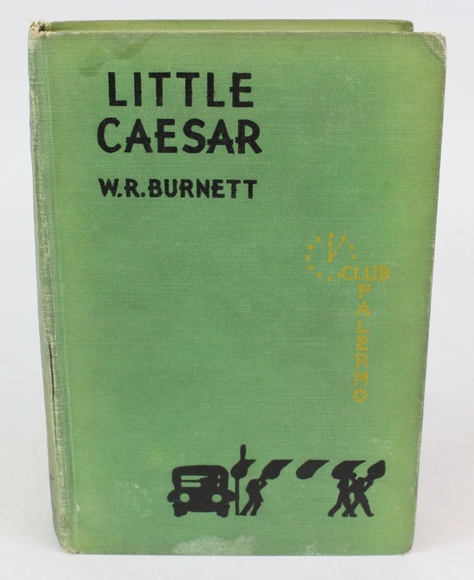 LITTLE
CAESAR
W.R.BURNETT
CLUB
PALERMO